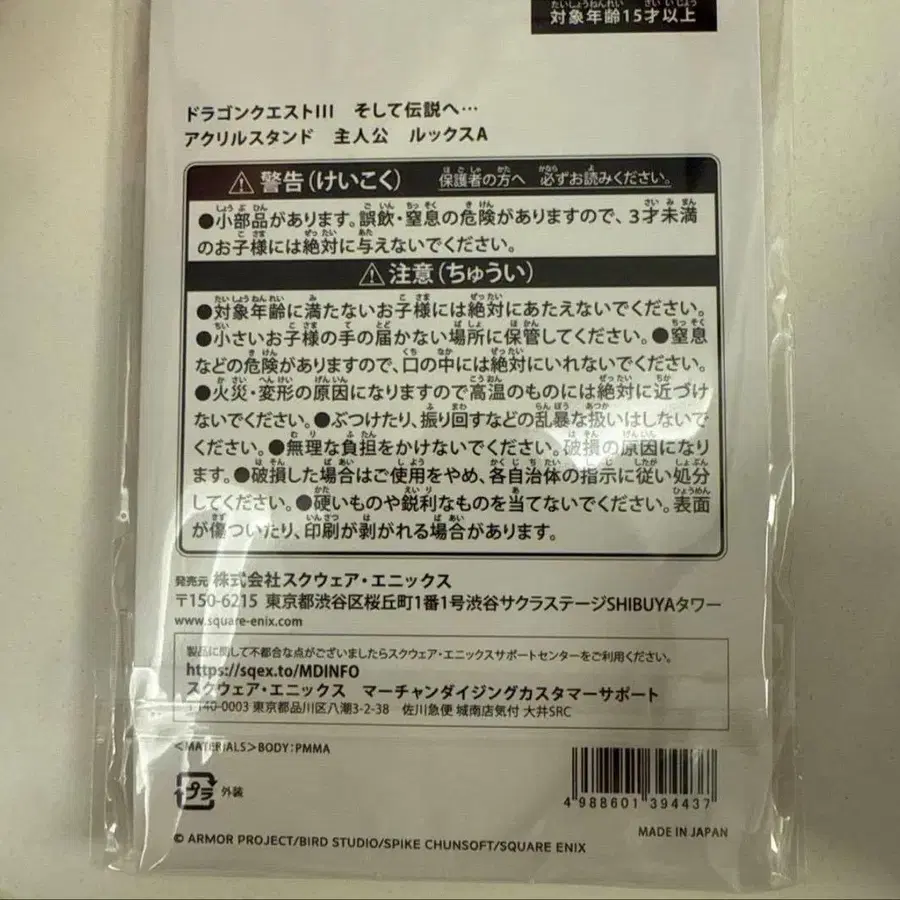 対象年齢15才以上
ドラゴンクエストIII　そして伝説へ…
アクリルスタンド　主人公　ルックスA
⚠警告(けいこく)　保護者の方へ　必ずお読みください。
●小部品があります。誤飲・窒息の危険がありますので、3才未満
のお子様には絶対に与えないでください。
⚠注意(ちゅうい)
●対象年齢に満たないお子様には絶対にあたえないでください。
●小さいお子様の手の届かない場所に保管してください。●窒息
などの危険がありますので、口の中には絶対にいれないでください。
●火災・変形の原因になりますので高温のものには絶対に近づけ
ないでください。●ぶつけたり、振り回すなどの乱暴な扱いはしないで
ください。●無理な負担をかけないでください。破損の原因になり
ます。●破損した場合はご使用をやめ、各自治体の指示に従い処分
してください。●硬いものや鋭利なものを当てないでください。表面
が傷ついたり、印刷が剥がれる場合があります。
発売元 株式会社スクウェア・エニックス
〒150-6215 東京都渋谷区桜丘町1番1号渋谷サクラステージSHIBUYAタワー
www.square-enix.com
製品に関して不都合な点がございましたらスクウェア・エニックスサポートセンターをご利用ください。
https://sqex.to/MDINFO
スクウェア・エニックス　マーチャンダイジングカスタマーサポート
〒140-0003 東京都品川区八潮3-2-38　佐川急便 城南店気付 大井SRC
<MATERIALS>BODY:PMMA
プラ 外装
4 988601 394437
MADE IN JAPAN
© ARMOR PROJECT/BIRD STUDIO/SPIKE CHUNSOFT/SQUARE ENIX